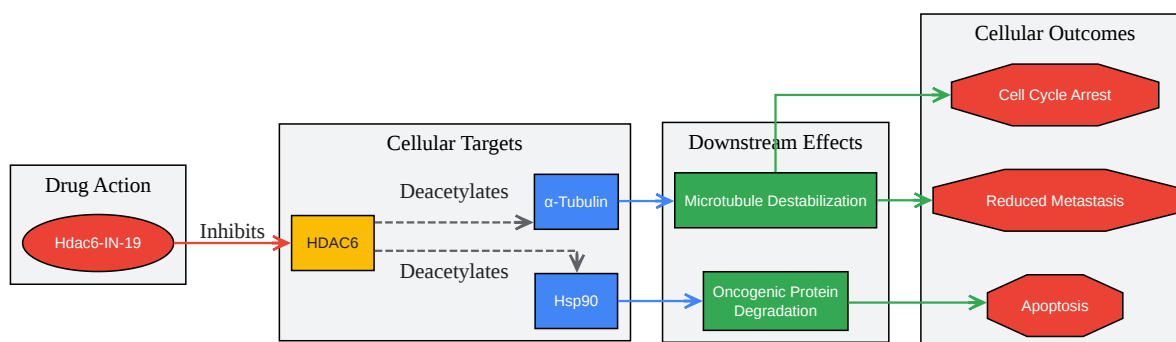 Drug Action
Hdac6-IN-19
Inhibits
Cellular Targets
HDAC6
Deacetylates
Deacetylates
α-Tubulin
Hsp90
Downstream Effects
Microtubule Destabilization
Oncogenic Protein
Degradation
Cellular Outcomes
Cell Cycle Arrest
Reduced Metastasis
Apoptosis